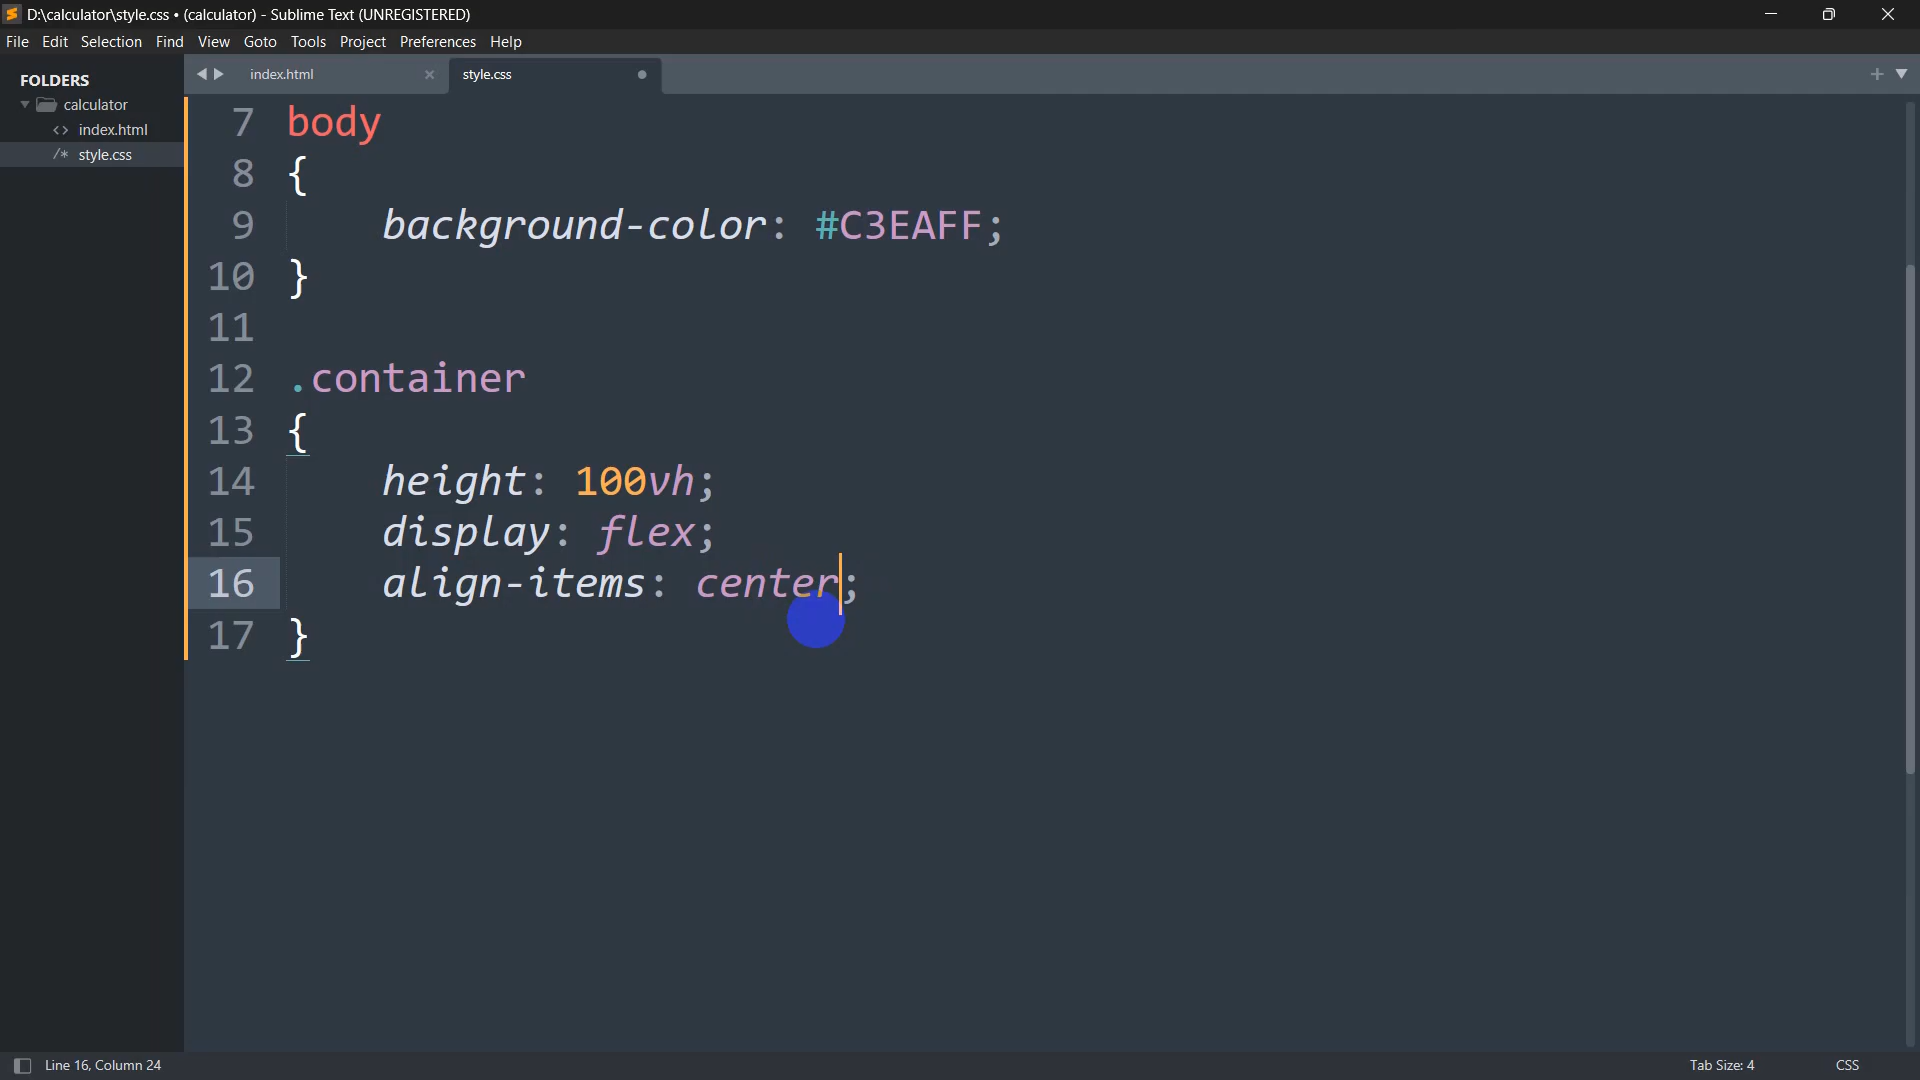 D:\calculator\style.css • (calculator) - Sublime Text (UNREGISTERED)
File Edit Selection Find View Goto Tools Project Preferences Help
FOLDERS
calculator
<> index.html
/* style.css
index.html
style.css
7 body
8 {
9 background-color: #C3EAFF;
10 }
11
12 .container
13 {
14 height: 100vh;
15 display: flex;
16 align-items: center;
17 }
Line 16, Column 24
Tab Size: 4
CSS